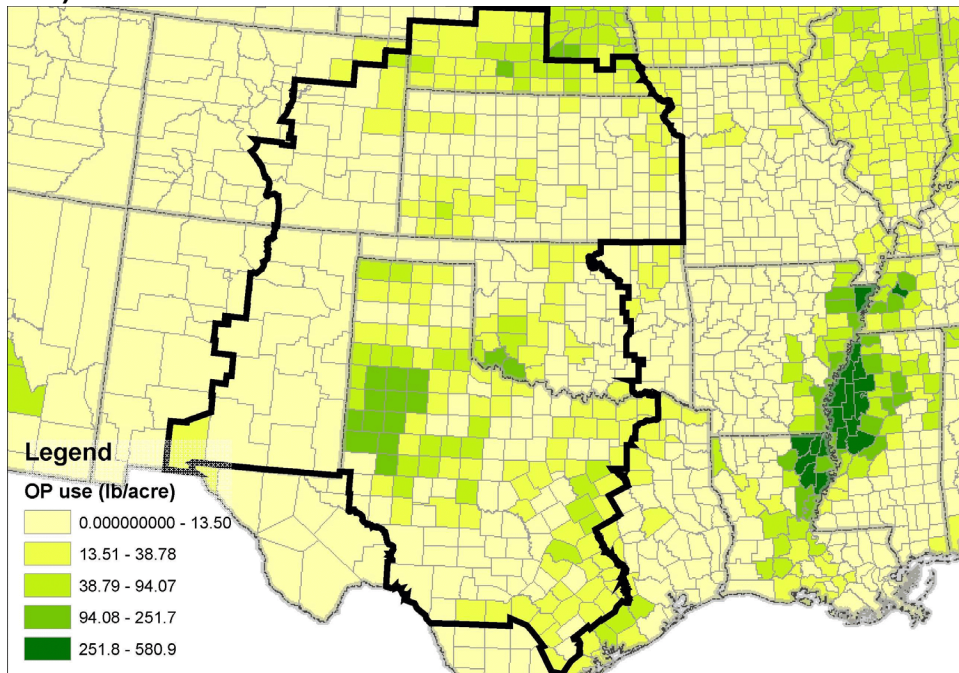 Legend
OP use (lb/acre)
0.000000000 - 13.50
13.51 - 38.78
38.79 - 94.07
94.08 - 251.7
251.8 - 580.9